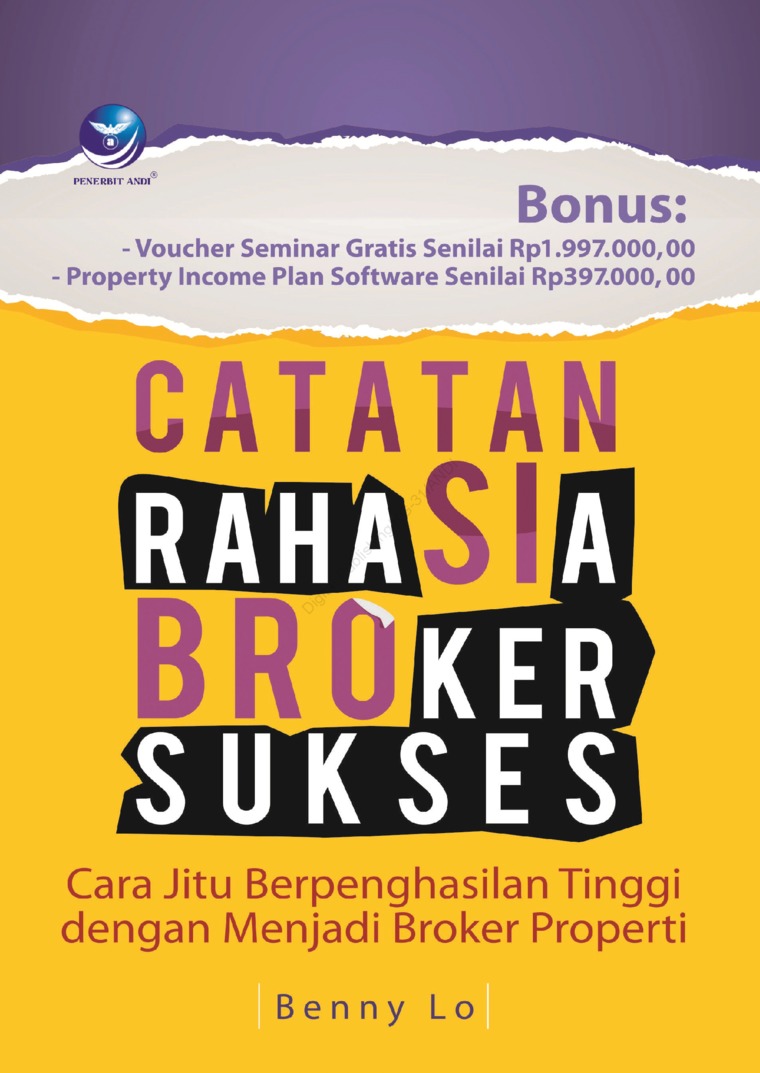 PENERBIT ANDI®
Bonus:
- Voucher Seminar Gratis Senilai Rp1.997.000,00
- Property Income Plan Software Senilai Rp397.000,00
CATATAN
RAHASIA
BROKER
SUKSES
Cara Jitu Berpenghasilan Tinggi
dengan Menjadi Broker Properti
Benny Lo